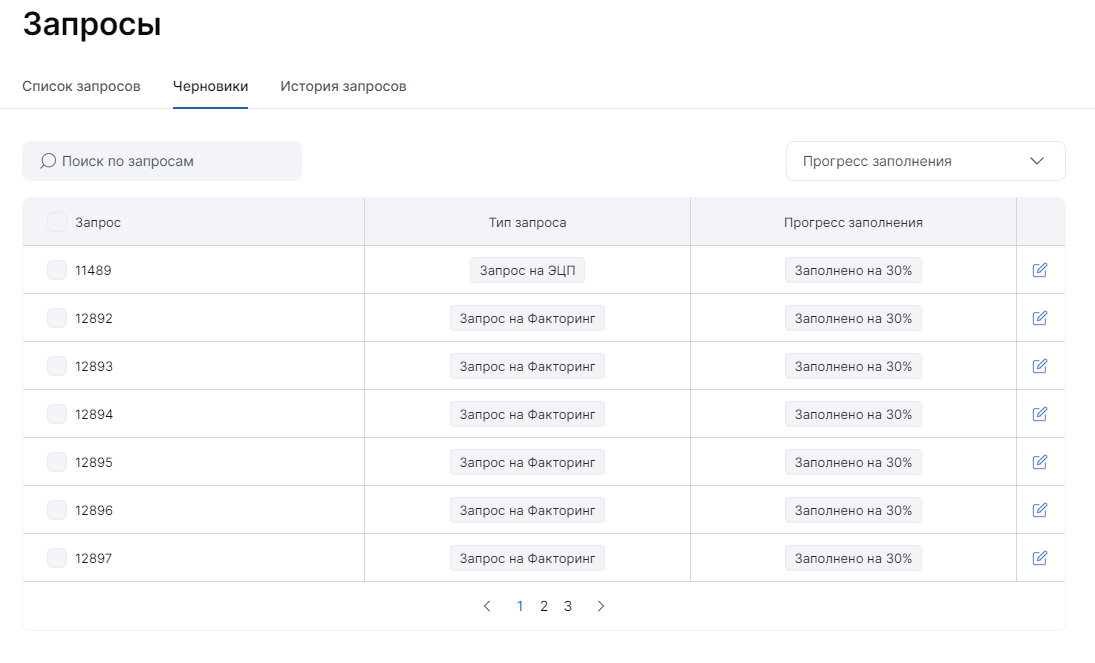 Запросы
Список запросов Черновики История запросов
Поиск по запросам Прогресс заполнения
Запрос Тип запроса Прогресс заполнения
11489 Запрос на ЭЦП Заполнено на 30%
12892 Запрос на Факторинг Заполнено на 30%
12893 Запрос на Факторинг Заполнено на 30%
12894 Запрос на Факторинг Заполнено на 30%
12895 Запрос на Факторинг Заполнено на 30%
12896 Запрос на Факторинг Заполнено на 30%
12897 Запрос на Факторинг Заполнено на 30%
1 2 3